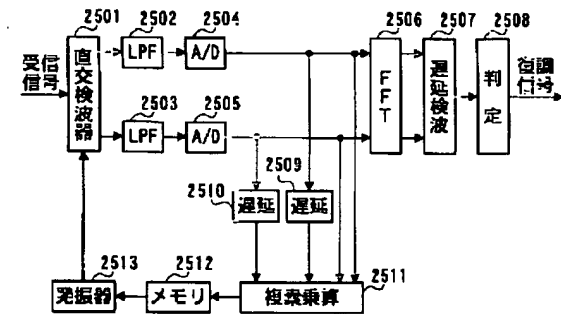 2501
2502
2504
2506
2507
2508
受信
信号
直交検波器
LPF
A/D
FFT
遅延検波
判定
復調
信号
2503
2505
LPF
A/D
2510
2509
遅延
遅延
2513
2512
2511
発振器
メモリ
複素乗算